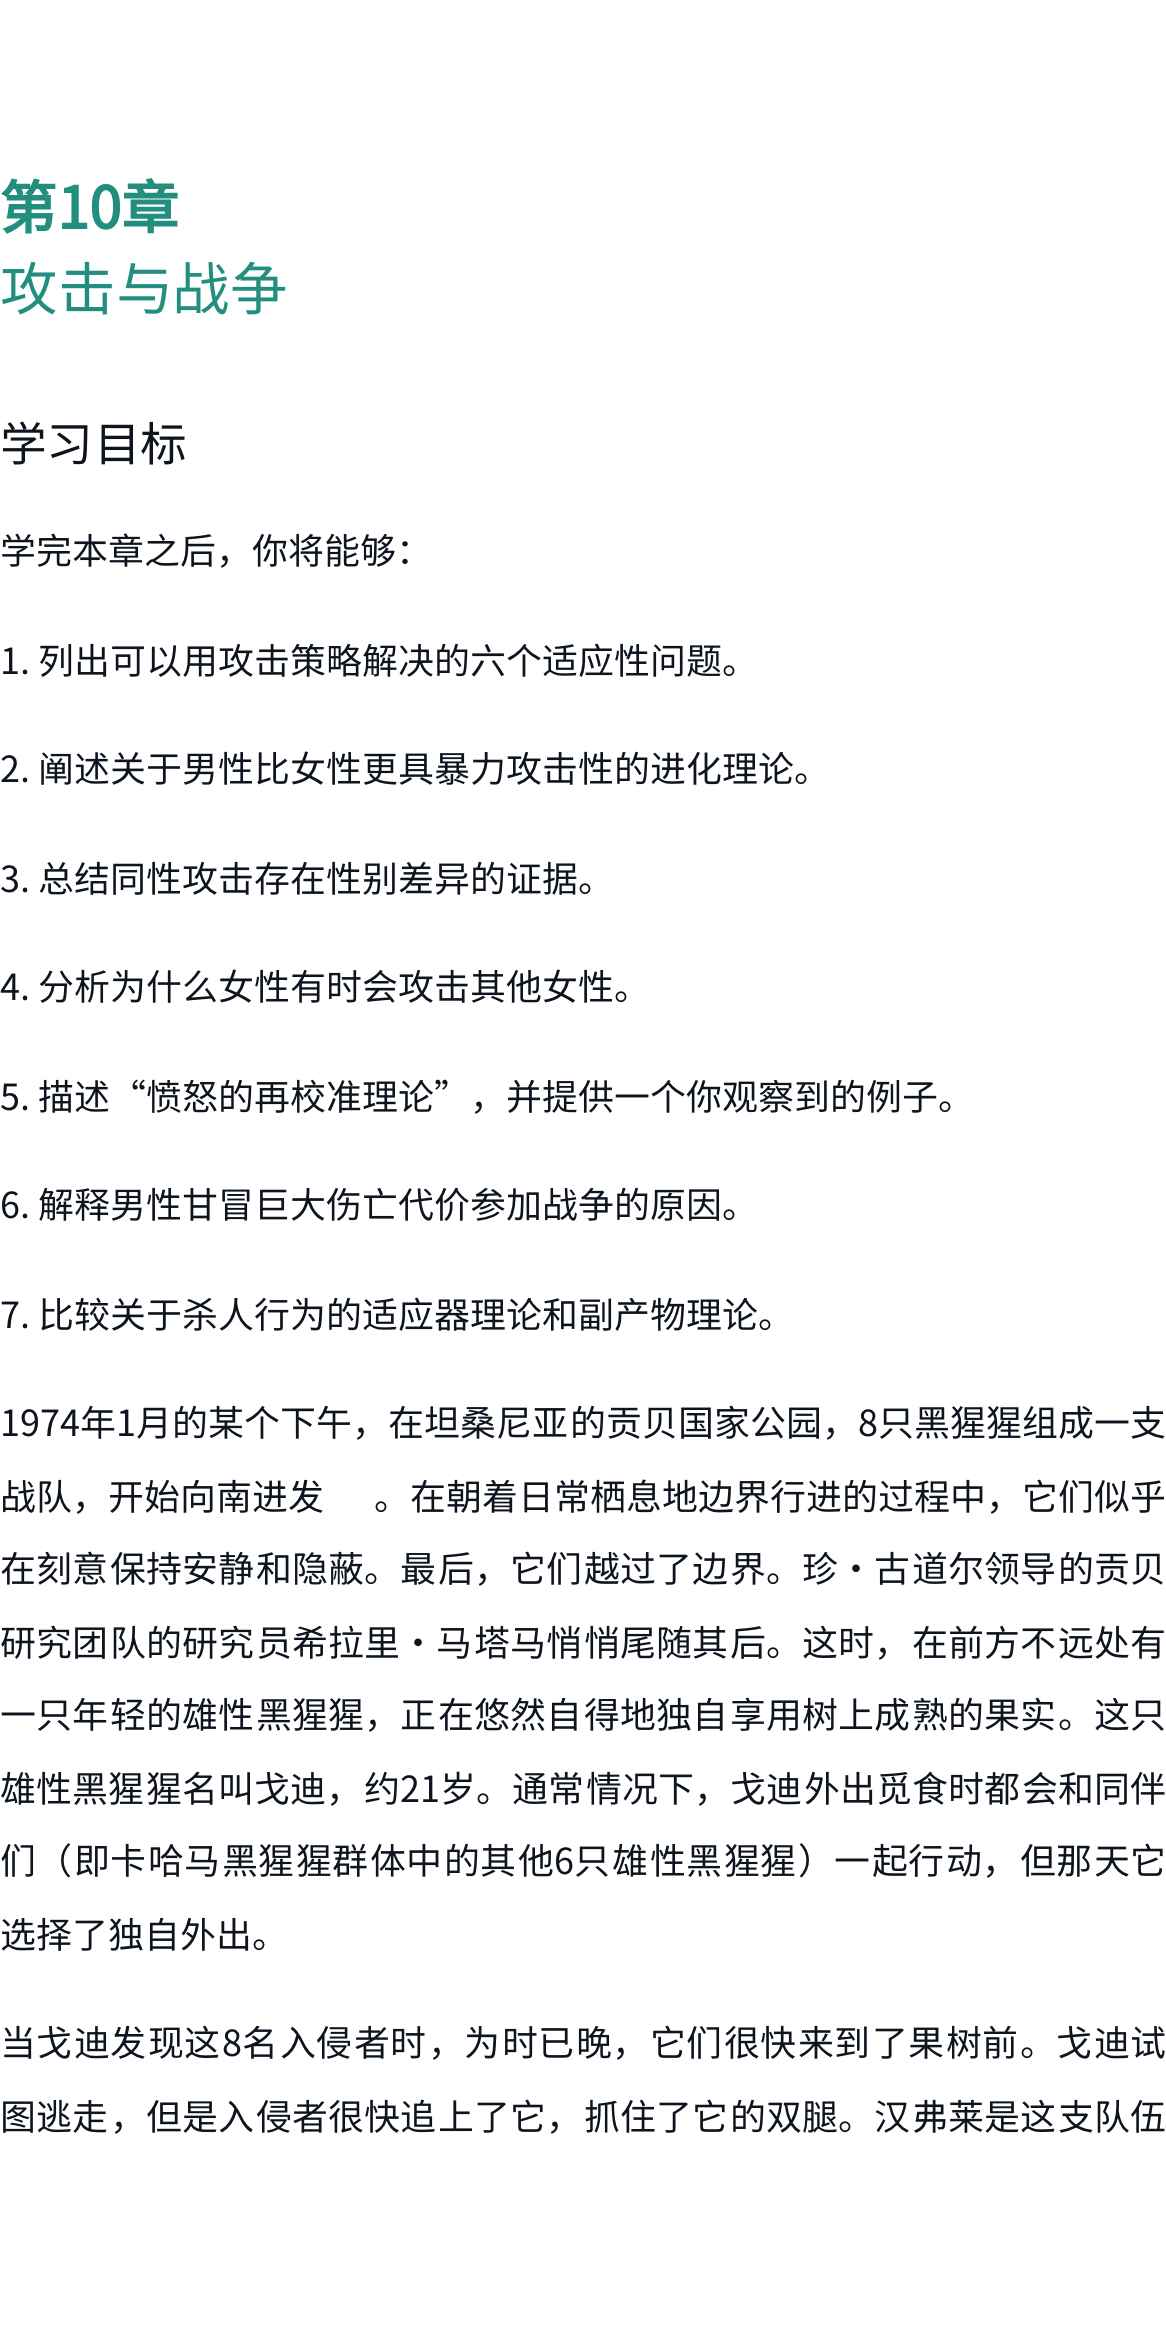 第10章
攻击与战争
学习目标
学完本章之后，你将能够：
1. 列出可以用攻击策略解决的六个适应性问题。
2. 阐述关于男性比女性更具暴力攻击性的进化理论。
3. 总结同性攻击存在性别差异的证据。
4. 分析为什么女性有时会攻击其他女性。
5. 描述“愤怒的再校准理论”，并提供一个你观察到的例子。
6. 解释男性甘冒巨大伤亡代价参加战争的原因。
7. 比较关于杀人行为的适应器理论和副产物理论。
1974年1月的某个下午，在坦桑尼亚的贡贝国家公园，8只黑猩猩组成一支
战队，开始向南进发 。在朝着日常栖息地边界行进的过程中，它们似乎
在刻意保持安静和隐蔽。最后，它们越过了边界。珍·古道尔领导的贡贝
研究团队的研究员希拉里·马塔马悄悄尾随其后。这时，在前方不远处有
一只年轻的雄性黑猩猩，正在悠然自得地独自享用树上成熟的果实。这只
雄性黑猩猩名叫戈迪，约21岁。通常情况下，戈迪外出觅食时都会和同伴
们（即卡哈马黑猩猩群体中的其他6只雄性黑猩猩）一起行动，但那天它
选择了独自外出。
当戈迪发现这8名入侵者时，为时已晚，它们很快来到了果树前。戈迪试
图逃走，但是入侵者很快追上了它，抓住了它的双腿。汉弗莱是这支队伍